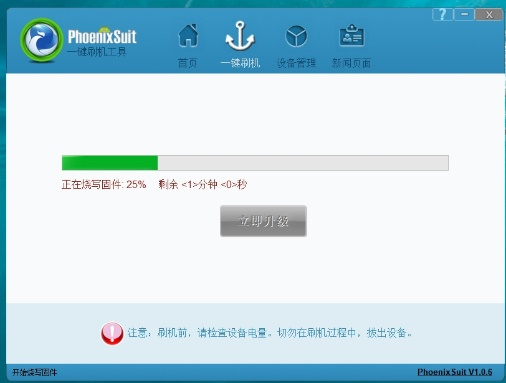 PhoenixSuit
一键刷机工具
首页 一键刷机 设备管理 新闻页面
正在烧写固件: 25% 剩余 <1>分钟 <0>秒
立即升级
注意：刷机前，请检查设备电量。切勿在刷机过程中，拔出设备。
开始烧写固件 PhoenixSuit V1.0.6